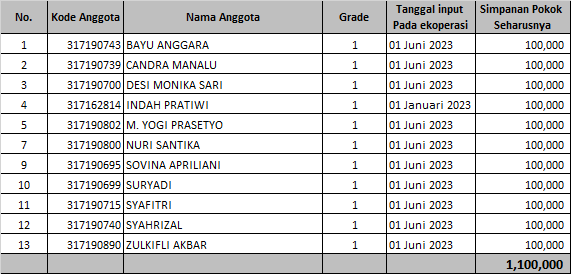 No. Kode Anggota Nama Anggota Grade Tanggal input Pada ekoperasi Simpanan Pokok Seharusnya
1 317190743 BAYU ANGGARA 1 01 Juni 2023 100,000
2 317190739 CANDRA MANALU 1 01 Juni 2023 100,000
3 317190700 DESI MONIKA SARI 1 01 Juni 2023 100,000
4 317162814 INDAH PRATIWI 1 01 Januari 2023 100,000
5 317190802 M. YOGI PRASETYO 1 01 Juni 2023 100,000
7 317190800 NURI SANTIKA 1 01 Juni 2023 100,000
9 317190695 SOVINA APRILIANI 1 01 Juni 2023 100,000
10 317190699 SURYADI 1 01 Juni 2023 100,000
11 317190715 SYAFITRI 1 01 Juni 2023 100,000
12 317190740 SYAHRIZAL 1 01 Juni 2023 100,000
13 317190890 ZULKIFLI AKBAR 1 01 Juni 2023 100,000
1,100,000